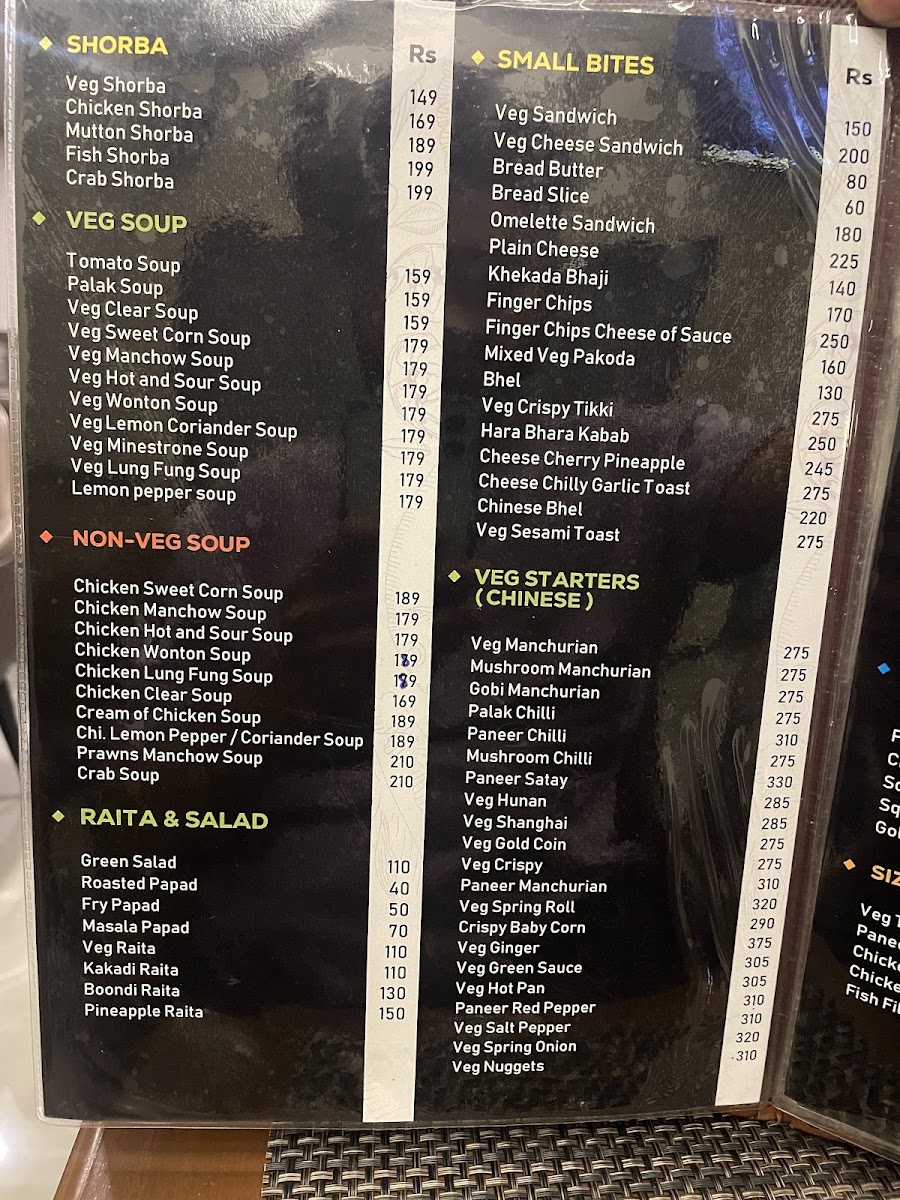 SHORBA Rs
Veg Shorba 149
Chicken Shorba 169
Mutton Shorba 189
Fish Shorba 199
Crab Shorba 199
VEG SOUP
Tomato Soup 159
Palak Soup 159
Veg Clear Soup 159
Veg Sweet Corn Soup 179
Veg Manchow Soup 179
Veg Hot and Sour Soup 179
Veg Wonton Soup 179
Veg Lemon Coriander Soup 179
Veg Minestrone Soup 179
Veg Lung Fung Soup 179
Lemon pepper soup 179
NON-VEG SOUP
Chicken Sweet Corn Soup 189
Chicken Manchow Soup 179
Chicken Hot and Sour Soup 179
Chicken Wonton Soup 189
Chicken Lung Fung Soup 189
Chicken Clear Soup 169
Cream of Chicken Soup 189
Chi. Lemon Pepper / Coriander Soup 189
Prawns Manchow Soup 210
Crab Soup 210
RAITA & SALAD
Green Salad 110
Roasted Papad 40
Fry Papad 50
Masala Papad 70
Veg Raita 110
Kakadi Raita 110
Boondi Raita 130
Pineapple Raita 150
SMALL BITES Rs
Veg Sandwich 150
Veg Cheese Sandwich 200
Bread Butter 80
Bread Slice 60
Omelette Sandwich 180
Plain Cheese 225
Khekada Bhaji 140
Finger Chips 170
Finger Chips Cheese of Sauce 250
Mixed Veg Pakoda 160
Bhel 130
Veg Crispy Tikki 275
Hara Bhara Kabab 250
Cheese Cherry Pineapple 245
Cheese Chilly Garlic Toast 275
Chinese Bhel 220
Veg Sesami Toast 275
VEG STARTERS
( CHINESE )
Veg Manchurian 275
Mushroom Manchurian 275
Gobi Manchurian 275
Palak Chilli 275
Paneer Chilli 310
Mushroom Chilli 275
Paneer Satay 330
Veg Hunan 285
Veg Shanghai 285
Veg Gold Coin 275
Veg Crispy 275
Paneer Manchurian 310
Veg Spring Roll 320
Crispy Baby Corn 290
Veg Ginger 375
Veg Green Sauce 305
Veg Hot Pan 305
Paneer Red Pepper 310
Veg Salt Pepper 310
Veg Spring Onion 320
Veg Nuggets 310
Veg
Fish